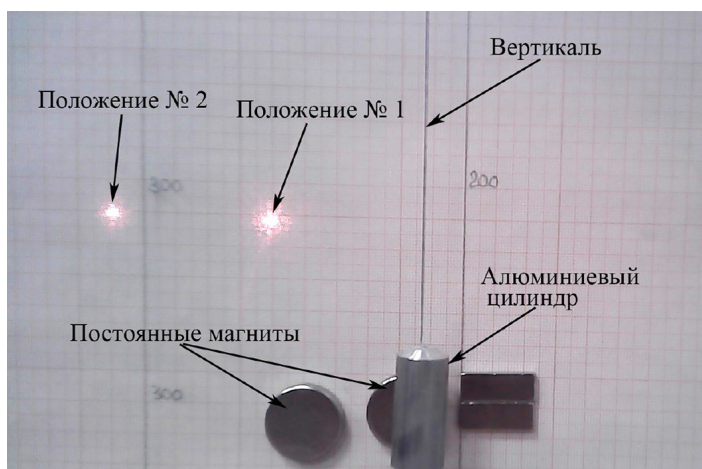 Вертикаль
Положение № 2
Положение № 1
300
200
Алюминиевый
цилиндр
Постоянные магниты
300